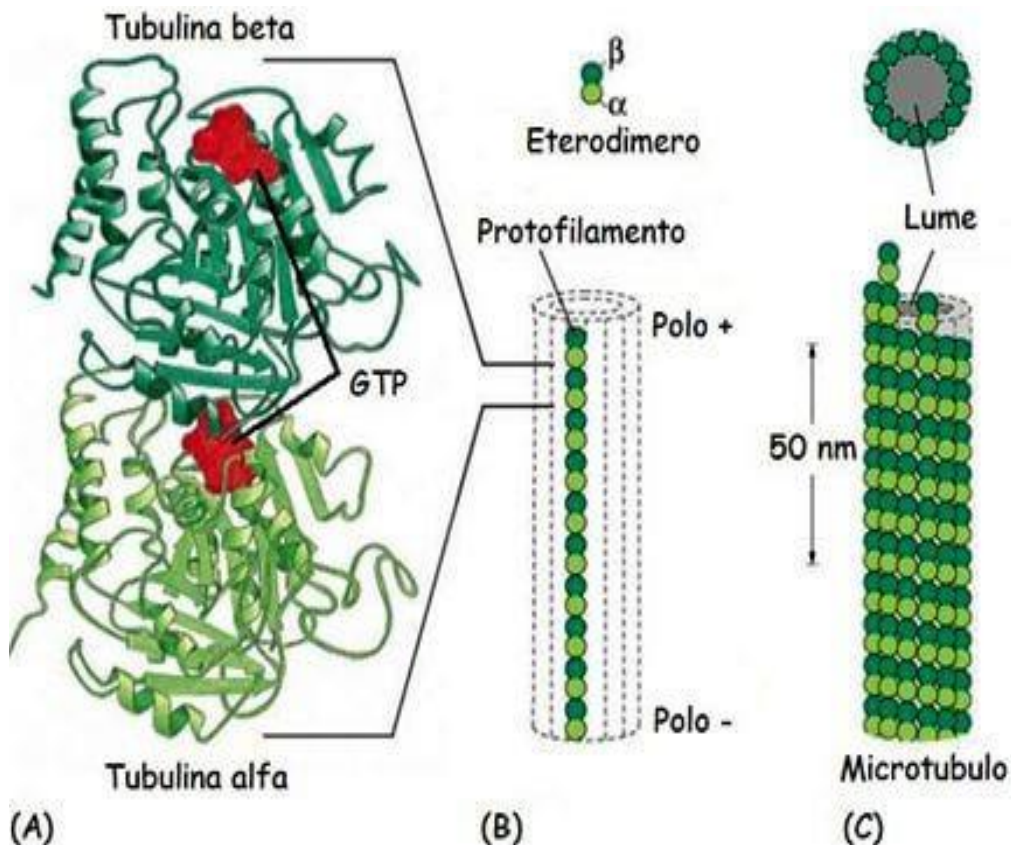 Tubulina beta
GTP
Tubulina alfa
(A)
β
α
Eterodimero
Protofilamento
Polo +
Polo -
(B)
Lume
50 nm
Microtubulo
(C)